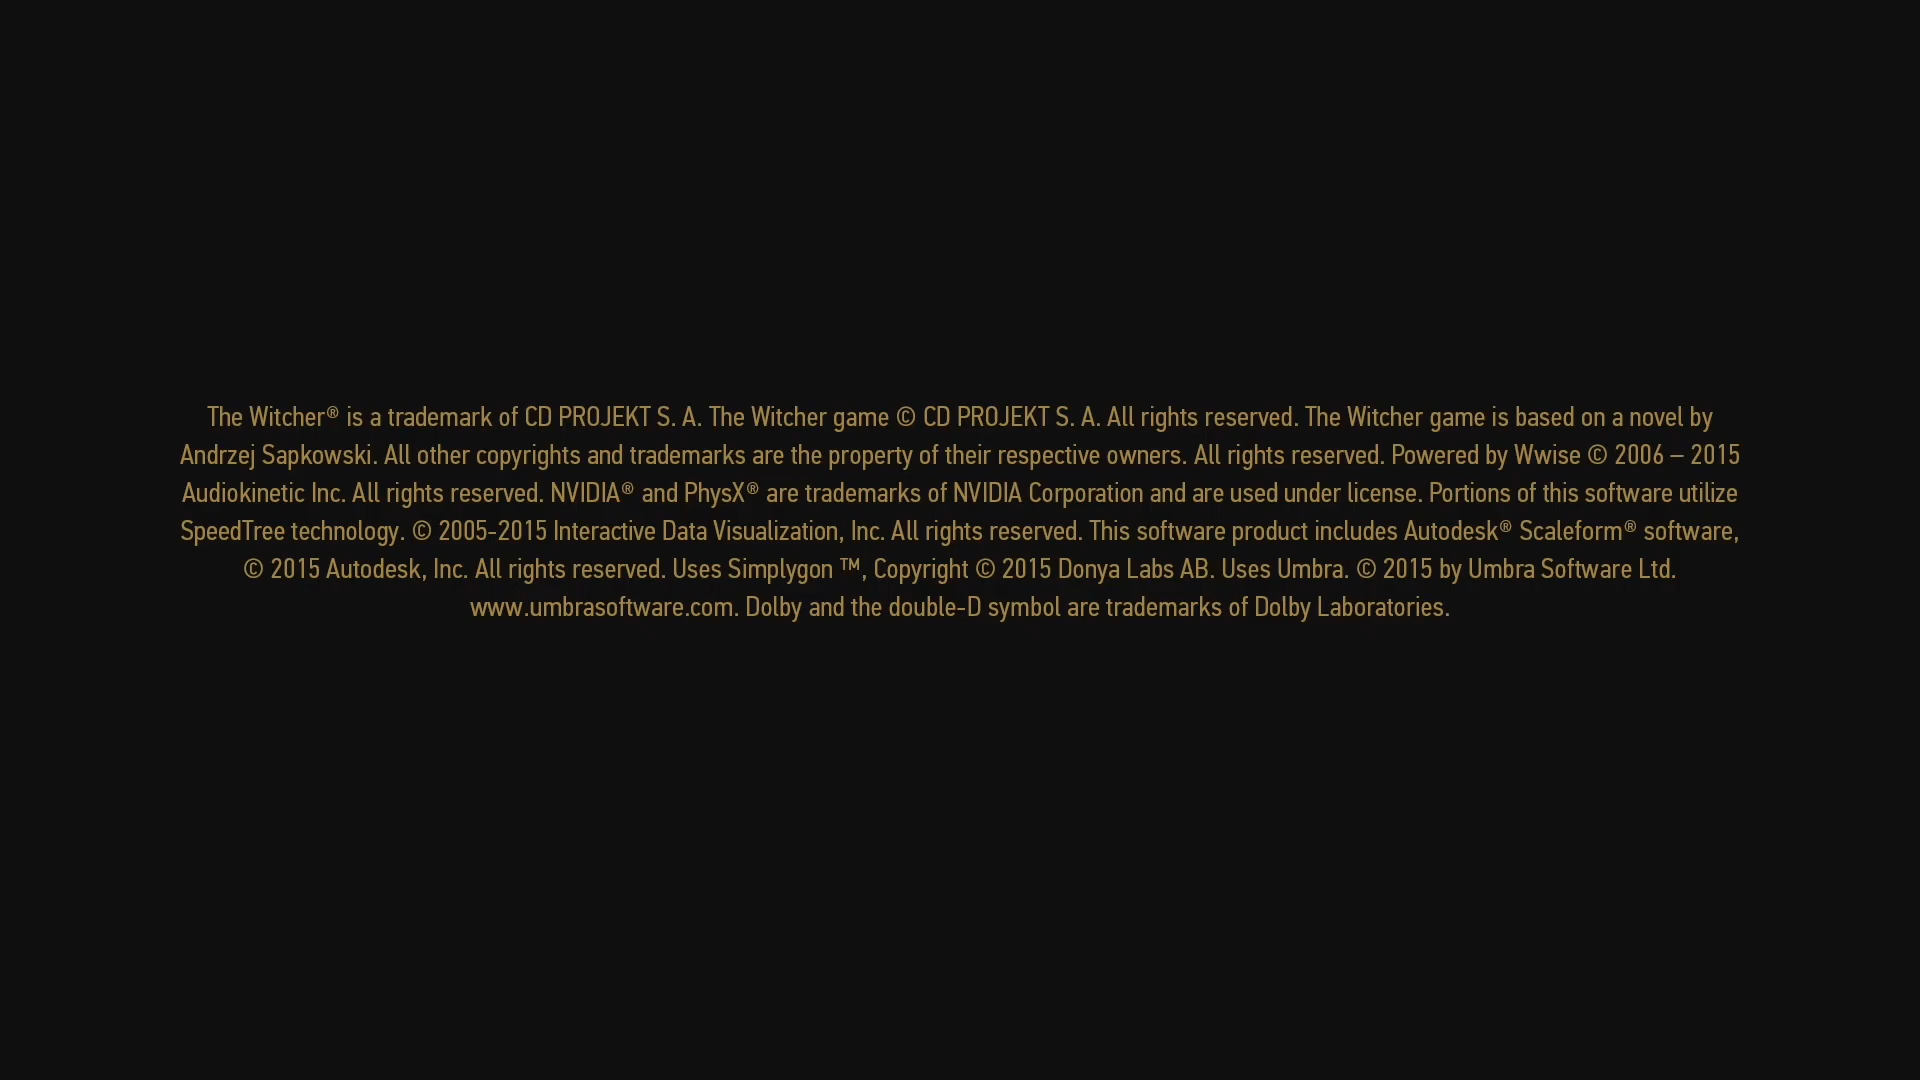 The Witcher® is a trademark of CD PROJEKT S. A. The Witcher game © CD PROJEKT S. A. All rights reserved. The Witcher game is based on a novel by
Andrzej Sapkowski. All other copyrights and trademarks are the property of their respective owners. All rights reserved. Powered by Wwise © 2006 – 2015
Audiokinetic Inc. All rights reserved. NVIDIA® and PhysX® are trademarks of NVIDIA Corporation and are used under license. Portions of this software utilize
SpeedTree technology. © 2005-2015 Interactive Data Visualization, Inc. All rights reserved. This software product includes Autodesk® Scaleform® software,
© 2015 Autodesk, Inc. All rights reserved. Uses Simplygon ™, Copyright © 2015 Donya Labs AB. Uses Umbra. © 2015 by Umbra Software Ltd.
www.umbrasoftware.com. Dolby and the double-D symbol are trademarks of Dolby Laboratories.